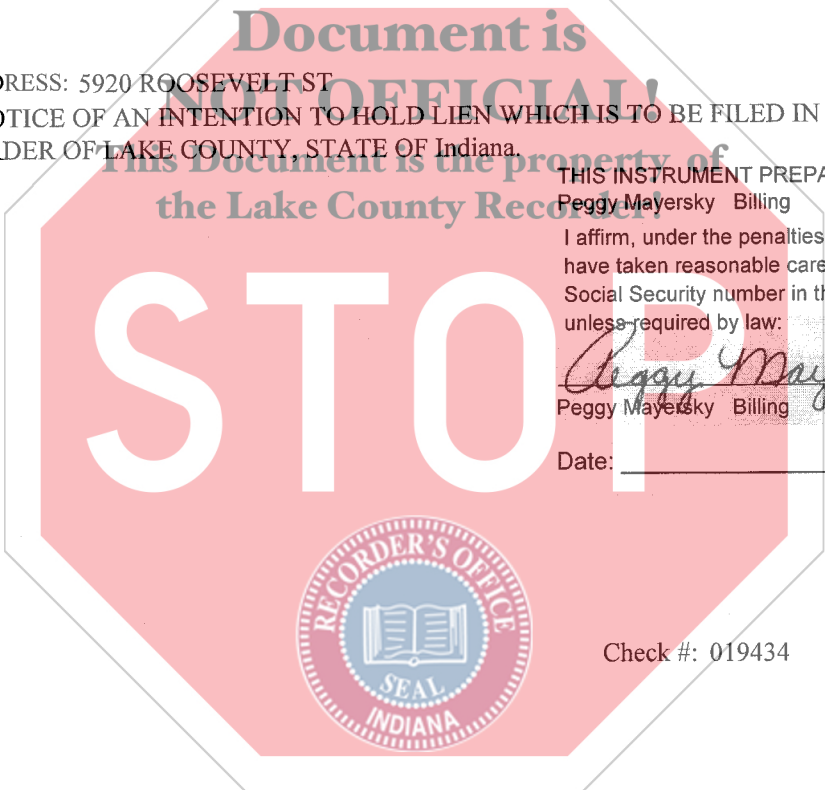 Document is
DRESS: 5920 ROOSEVELT ST
NOT OFFICIAL!
OTICE OF AN INTENTION TO HOLD LIEN WHICH IS TO BE FILED IN
RDER OF LAKE COUNTY, STATE OF Indiana.
This Document is the property of
the Lake County Recorder!
THIS INSTRUMENT PREPA
Peggy Mayersky Billing
I affirm, under the penalties
have taken reasonable care
Social Security number in th
unless required by law:
Peggy May
Peggy Mayersky Billing
Date:
STOP
RECORDER'S OFFICE
SEAL
INDIANA
Check #: 019434